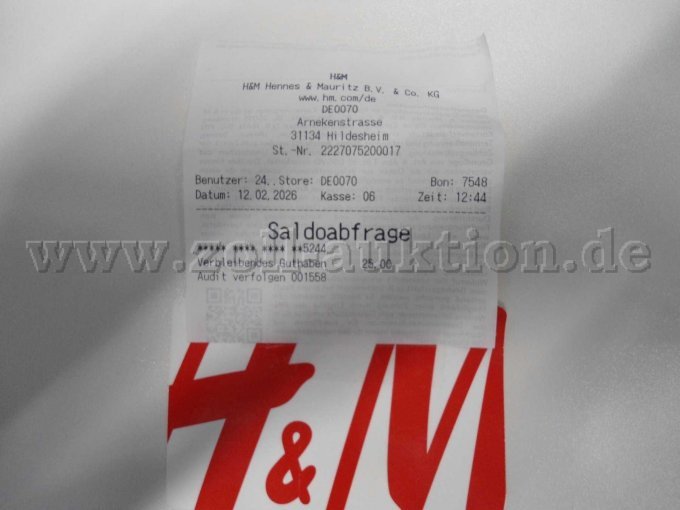 H&M
H&M Hennes & Mauritz B.V. & Co. KG
www.hm.com/de
DE0070
Arnekenstrasse
31134 Hildesheim
St.-Nr. 2227075200017
Benutzer: 24.. Store: DE0070 Bon: 7548
Datum: 12.02.2026 Kasse: 06 Zeit: 12:44
Saldoabfrage
***** **** **** **5244
www.zoll-auktion.de
Verbleibendes Guthaben 25,00
Audit verfolgen 001558
H&M